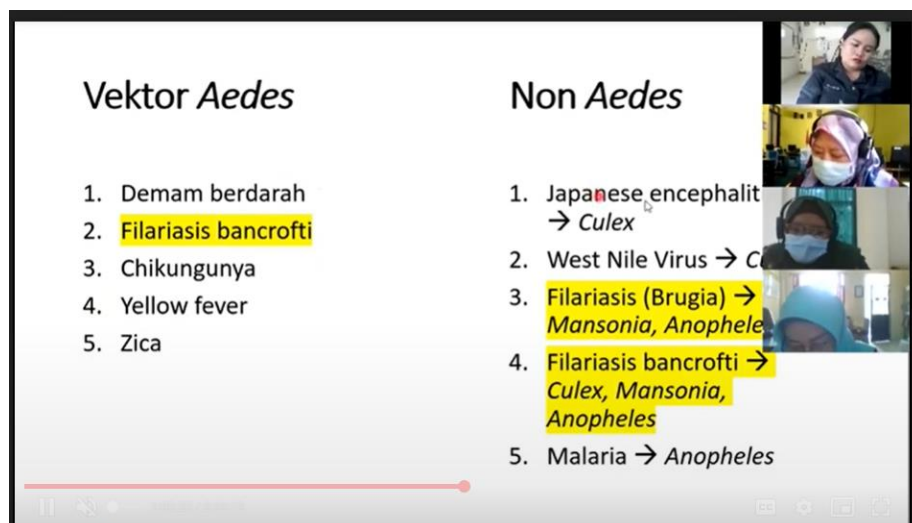 Vektor Aedes
1. Demam berdarah
2. Filariasis bancrofti
3. Chikungunya
4. Yellow fever
5. Zica
Non Aedes
1. Japanese encephalit
→ Culex
2. West Nile Virus →
3. Filariasis (Brugia) →
Mansonia, Anophele
4. Filariasis bancrofti →
Culex, Mansonia,
Anopheles
5. Malaria → Anopheles